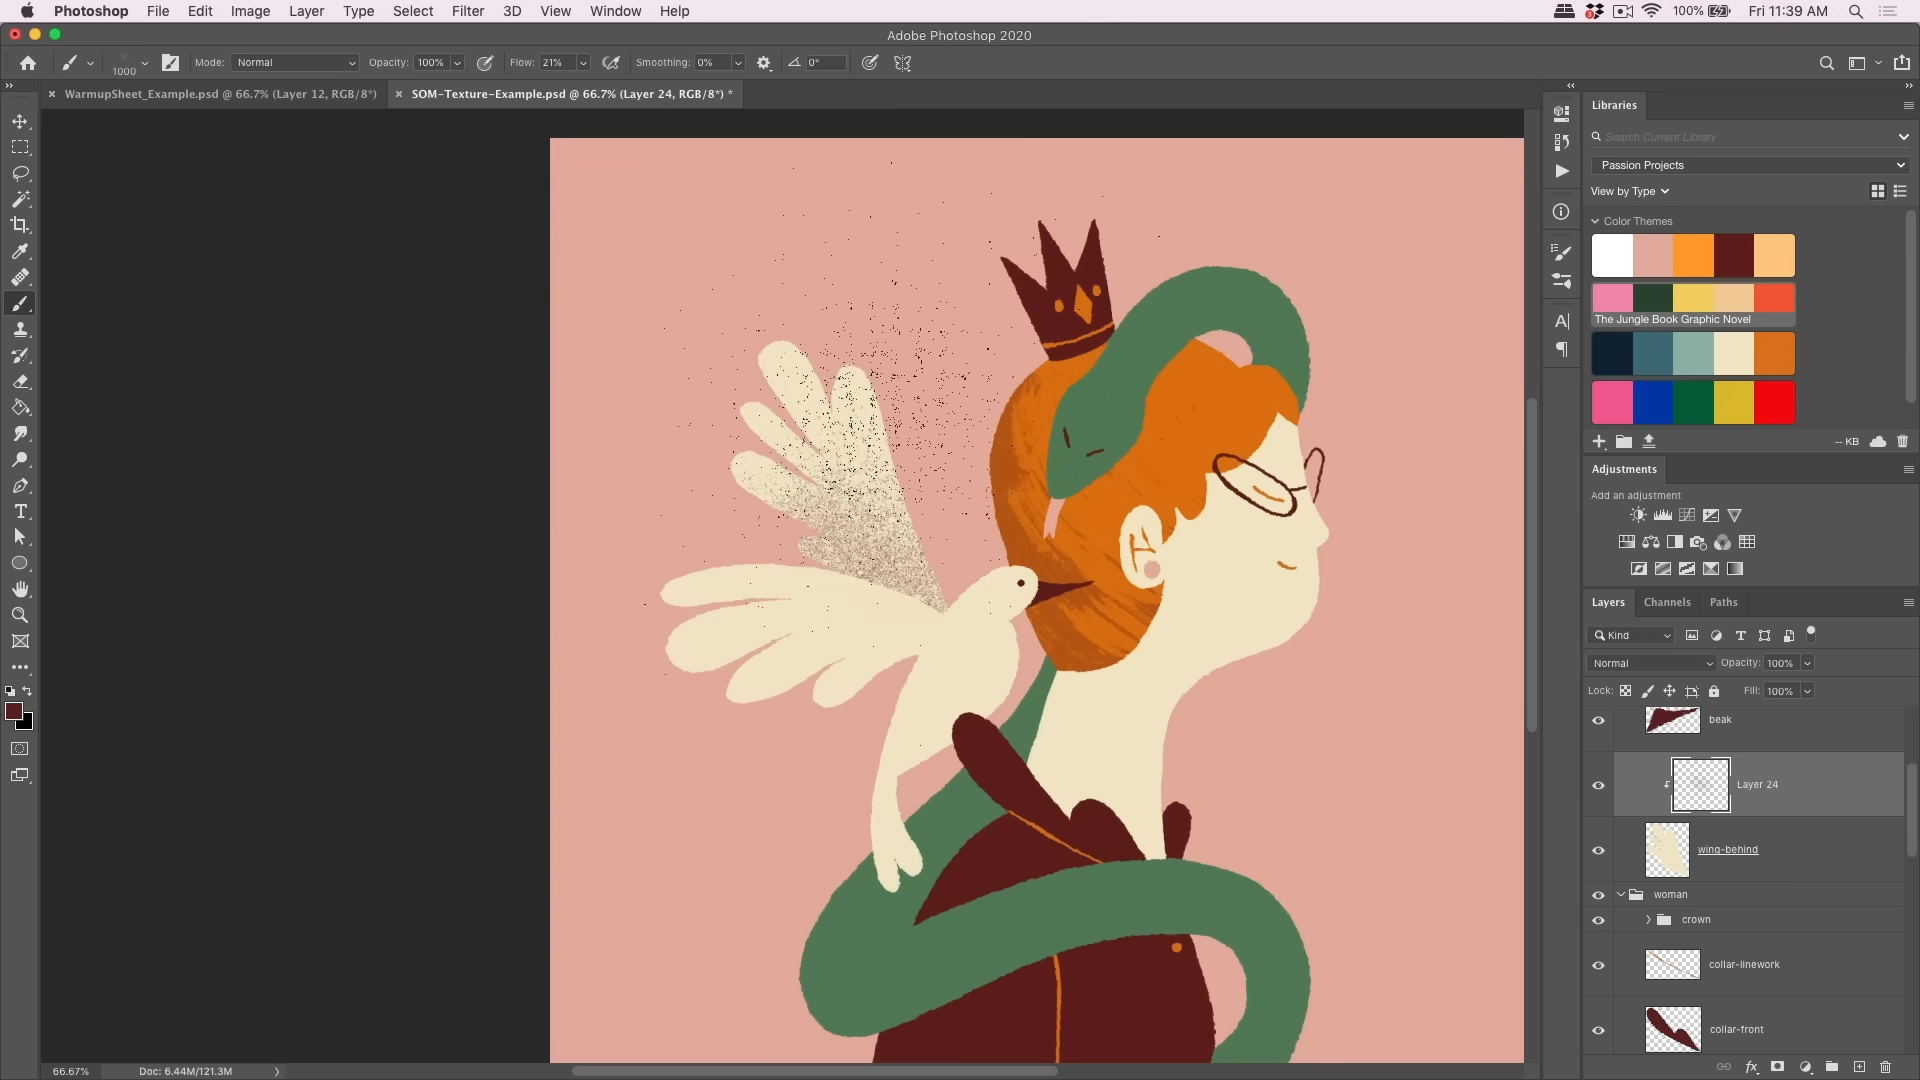 Photoshop File Edit Image Layer Type Select Filter 3D View Window Help
100% Fri 11:39 AM
Adobe Photoshop 2020
1000 Mode: Normal Opacity: 100% Flow: 21% Smoothing: 0% 0°
WarmupSheet_Example.psd @ 66.7% (Layer 12, RGB/8*)
SOM-Texture-Example.psd @ 66.7% (Layer 24, RGB/8*) *
Libraries
Search Current Library
Passion Projects
View by Type
Color Themes
The Jungle Book Graphic Novel
-- KB
Adjustments
Add an adjustment
Layers Channels Paths
Kind
Normal Opacity: 100%
Lock: Fill: 100%
beak
Layer 24
wing-behind
woman
crown
collar-linework
collar-front
66.67% Doc: 6.44M/121.3M